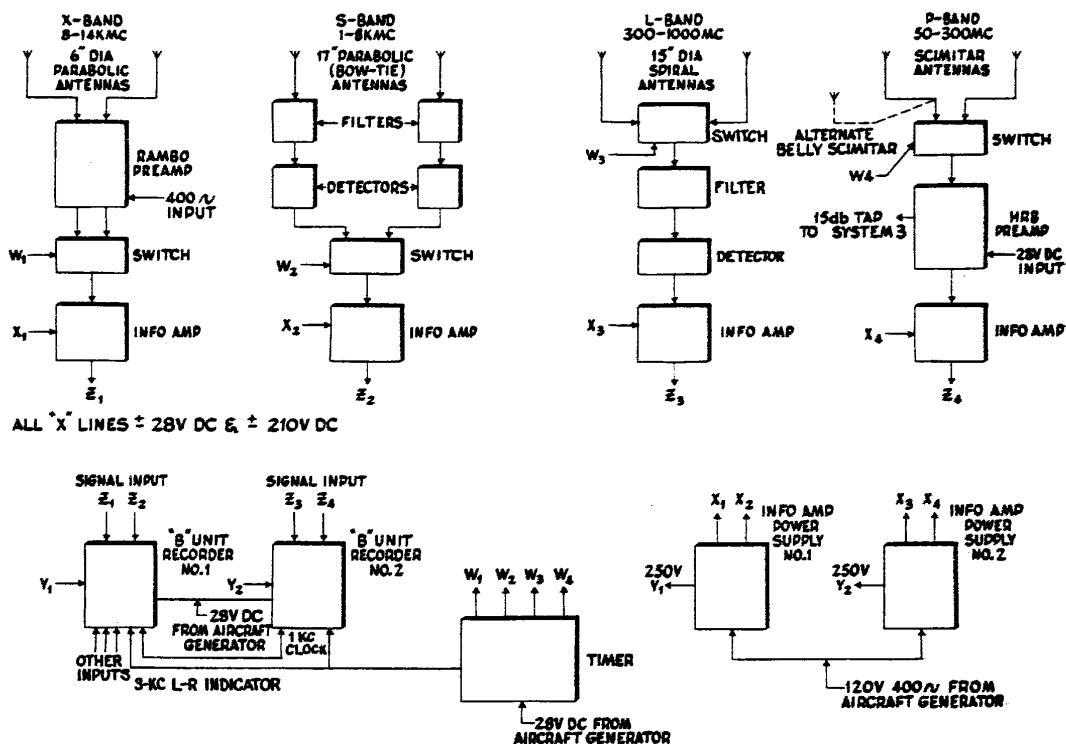 X-BAND
8-14KMC
6" DIA
PARABOLIC
ANTENNAS
RAMBO
PREAMP
400 ~
INPUT
W1
SWITCH
X1
INFO AMP
Z1
S-BAND
1-8KMC
17" PARABOLIC
(BOW-TIE)
ANTENNAS
FILTERS
DETECTORS
W2
SWITCH
X2
INFO AMP
Z2
L-BAND
300-1000MC
15" DIA
SPIRAL
ANTENNAS
SWITCH
W3
FILTER
DETECTOR
X3
INFO AMP
Z3
P-BAND
50-300MC
SCIMITAR
ANTENNAS
ALTERNATE
BELLY SCIMITAR
SWITCH
W4
15db TAP
TO SYSTEM 3
HRB
PREAMP
28V DC
INPUT
X4
INFO AMP
Z4
ALL "X" LINES ± 28V DC & ± 210V DC
SIGNAL INPUT
Z1 Z2
"B" UNIT
RECORDER
NO.1
Y1
OTHER
INPUTS
SIGNAL INPUT
Z3 Z4
"B" UNIT
RECORDER
NO.2
Y2
28V DC
FROM AIRCRAFT
GENERATOR
1 KC
CLOCK
3-KC L-R INDICATOR
W1 W2 W3 W4
TIMER
28V DC FROM
AIRCRAFT GENERATOR
X1 X2
INFO AMP
POWER
SUPPLY
NO.1
250V
Y1
X3 X4
INFO AMP
POWER
SUPPLY
NO.2
250V
Y2
120V 400~ FROM
AIRCRAFT GENERATOR